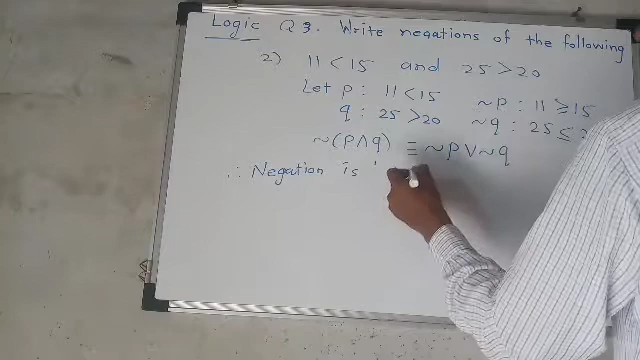 Logic Q 3. Write negations of the following
2) 11 < 15 and 25 > 20
Let p : 11 < 15 ~p : 11 ≥ 15
q : 25 > 20 ~q : 25 ≤
~(p∧q) ≡ ~p∨~q
∴ Negation is '